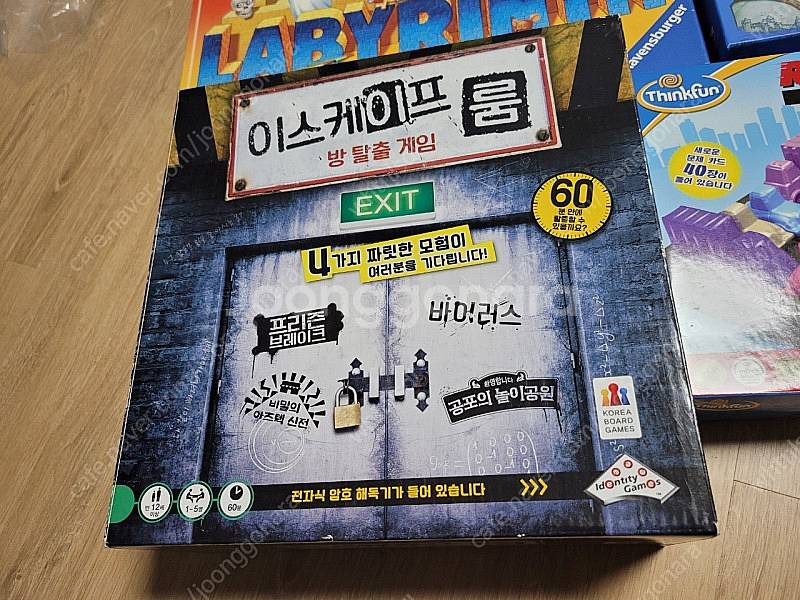 LABYRINTH
Ravensburger
ThinkFun
새로운
문제 카드
40장이
들어 있습니다
이스케이프 룸
방 탈출 게임
EXIT
60
분 안에
탈출할 수
있을까요?
4가지 짜릿한 모험이
여러분을 기다립니다!
joonggonara
프리즌
브레이크
바이러스
비밀의
아즈텍 신전
환영합니다
공포의 놀이공원
KOREA
BOARD
GAMES
Identity Games
전자식 암호 해독기가 들어 있습니다
만 12세
이상
1-5명
60분
ThinkFun